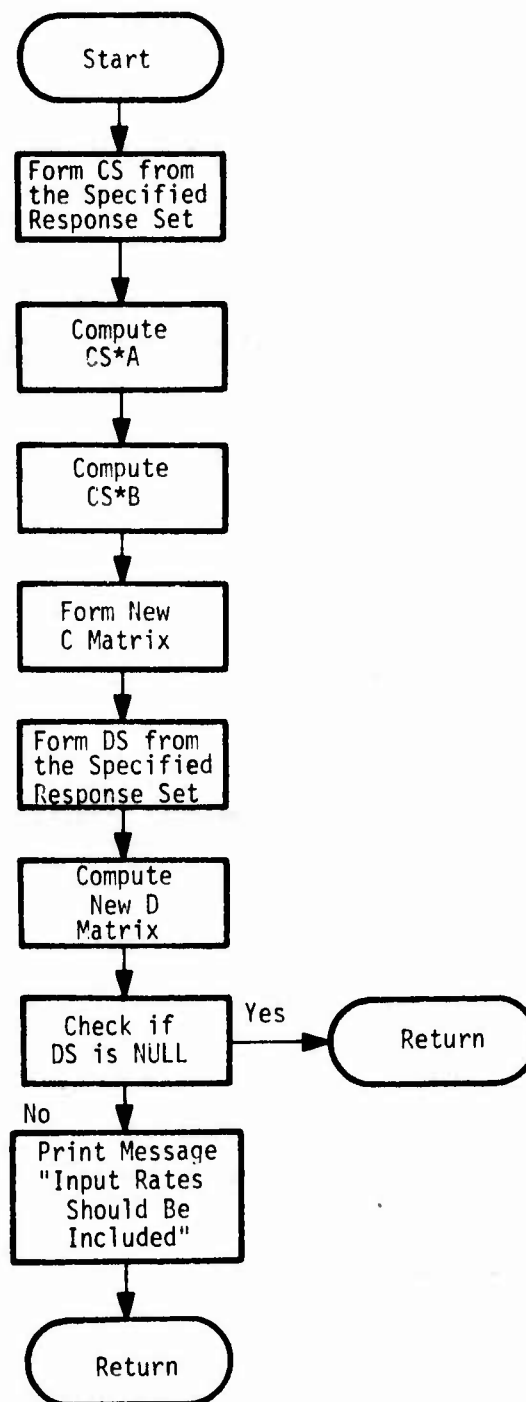 Start
Form CS from
the Specified
Response Set
Compute
CS*A
Compute
CS*B
Form New
C Matrix
Form DS from
the Specified
Response Set
Compute
New D
Matrix
Check if
DS is NULL
Yes
Return
No
Print Message
"Input Rates
Should Be
Included"
Return